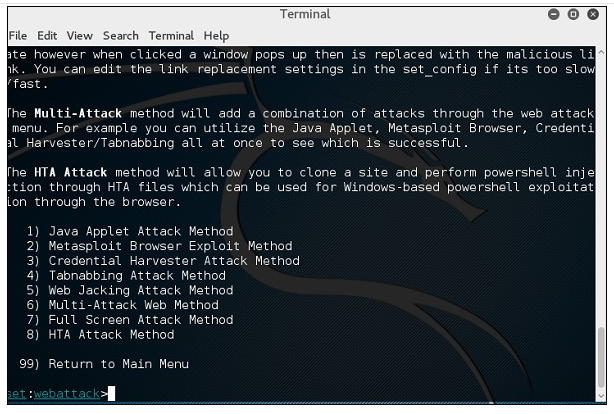 Terminal
File Edit View Search Terminal Help
ate however when clicked a window pops up then is replaced with the malicious li
nk. You can edit the link replacement settings in the set_config if its too slow
/fast.
The Multi-Attack method will add a combination of attacks through the web attack
menu. For example you can utilize the Java Applet, Metasploit Browser, Credenti
al Harvester/Tabnabbing all at once to see which is successful.
The HTA Attack method will allow you to clone a site and perform powershell inje
ction through HTA files which can be used for Windows-based powershell exploitat
ion through the browser.
1) Java Applet Attack Method
2) Metasploit Browser Exploit Method
3) Credential Harvester Attack Method
4) Tabnabbing Attack Method
5) Web Jacking Attack Method
6) Multi-Attack Web Method
7) Full Screen Attack Method
8) HTA Attack Method
99) Return to Main Menu
set:webattack>